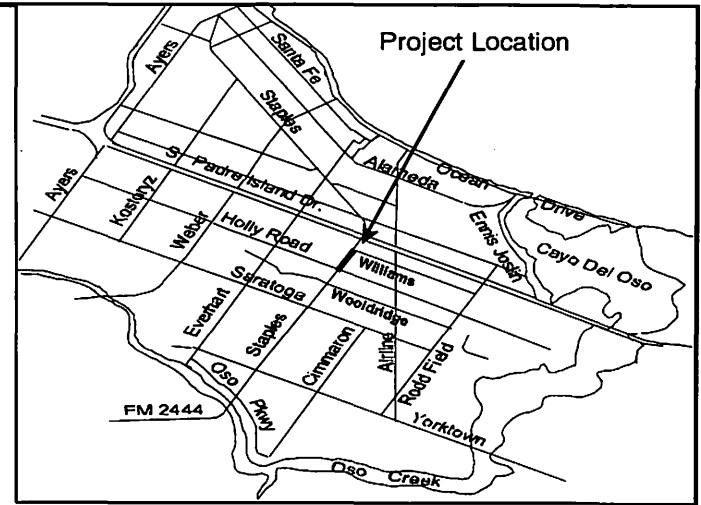 Project Location
Ayers
Santa Fe
Staples
Alameda
Ocean
Drive
S. Padre Island Dr.
Ayers
Kostoryz
Weber
Holly Road
Ennis Joslin
Cayo Del Oso
Williams
Saratoga
Wooldridge
Everhart
Staples
Cimmaron
Airline
Rodd Field
Oso Pkwy
FM 2444
Yorktown
Oso Creek